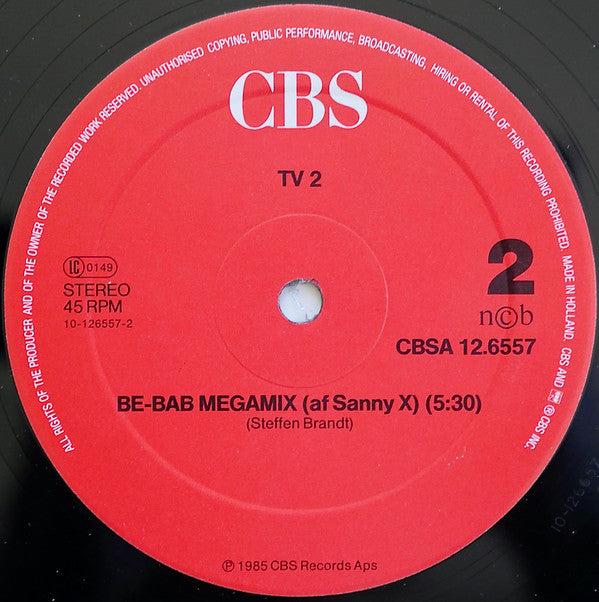 ALL RIGHTS OF THE PRODUCER AND OF THE OWNER OF THE RECORDED WORK RESERVED. UNAUTHORISED COPYING, PUBLIC PERFORMANCE, BROADCASTING, HIRING OR RENTAL OF THIS RECORDING PROHIBITED. MADE IN HOLLAND. CBS AND ® © CBS INC.
CBS
TV 2
LC 0149
STEREO
45 RPM
10-126557-2
2
n©b
CBSA 12.6557
BE-BAB MEGAMIX (af Sanny X) (5:30)
(Steffen Brandt)
℗ 1985 CBS Records Aps
10-126557